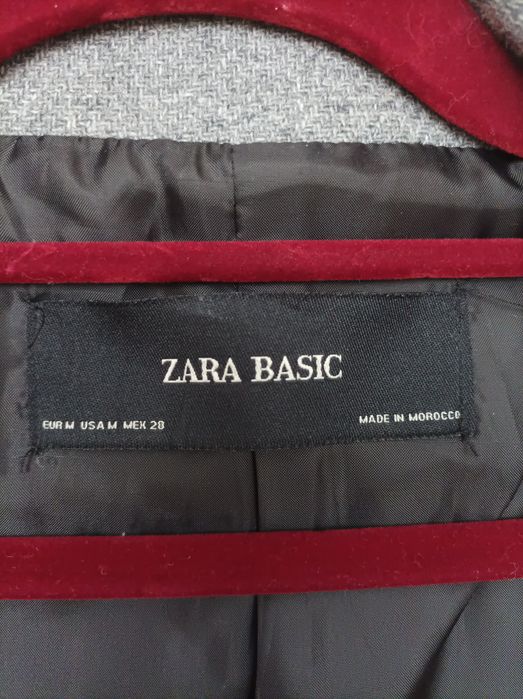 ZARA BASIC
EUR M USA M MEX 28
MADE IN MOROCCO